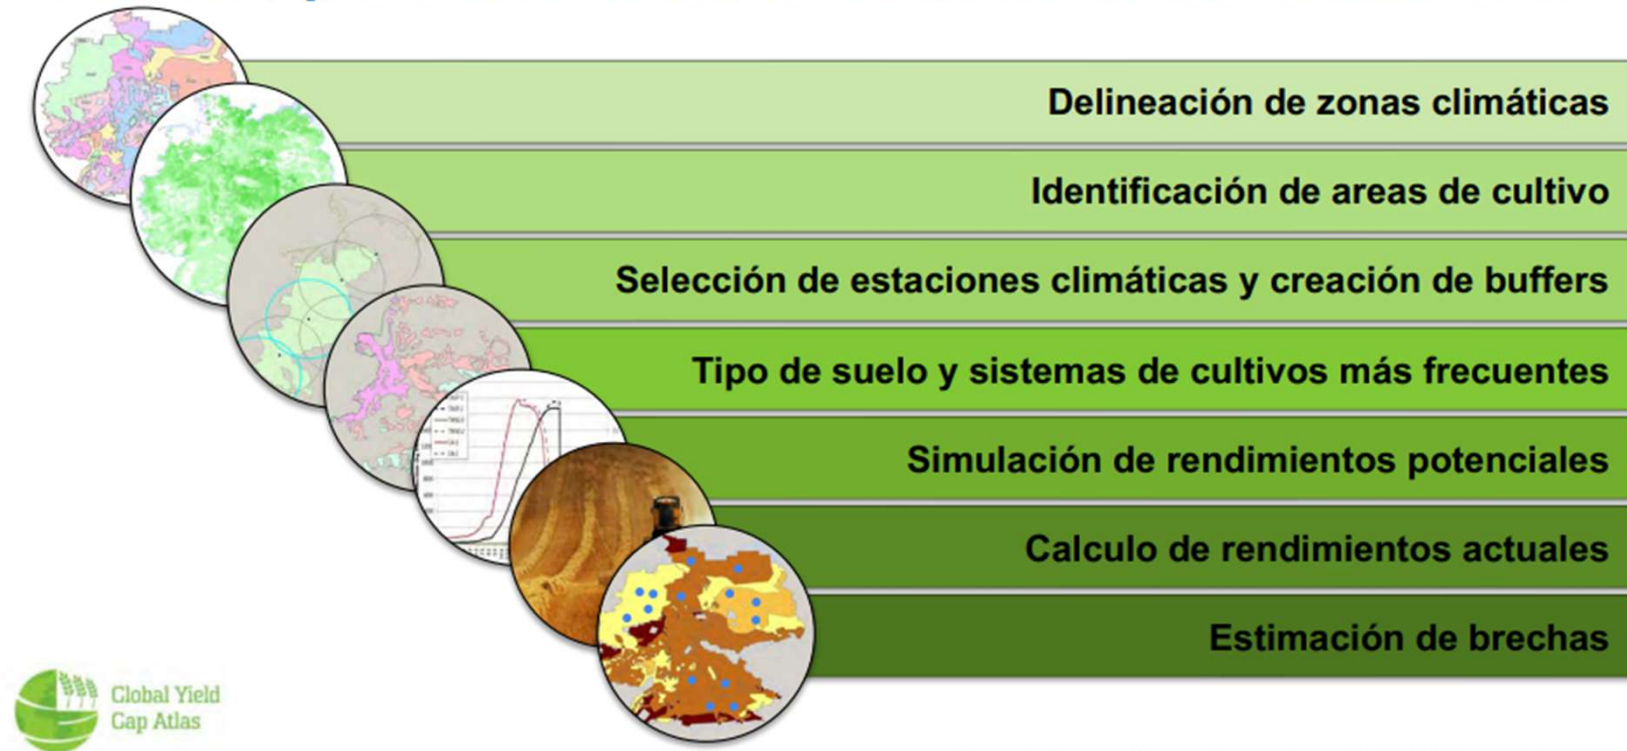 Delineación de zonas climáticas
Identificación de areas de cultivo
Selección de estaciones climáticas y creación de buffers
Tipo de suelo y sistemas de cultivos más frecuentes
Simulación de rendimientos potenciales
Calculo de rendimientos actuales
Estimación de brechas
Global Yield
Gap Atlas